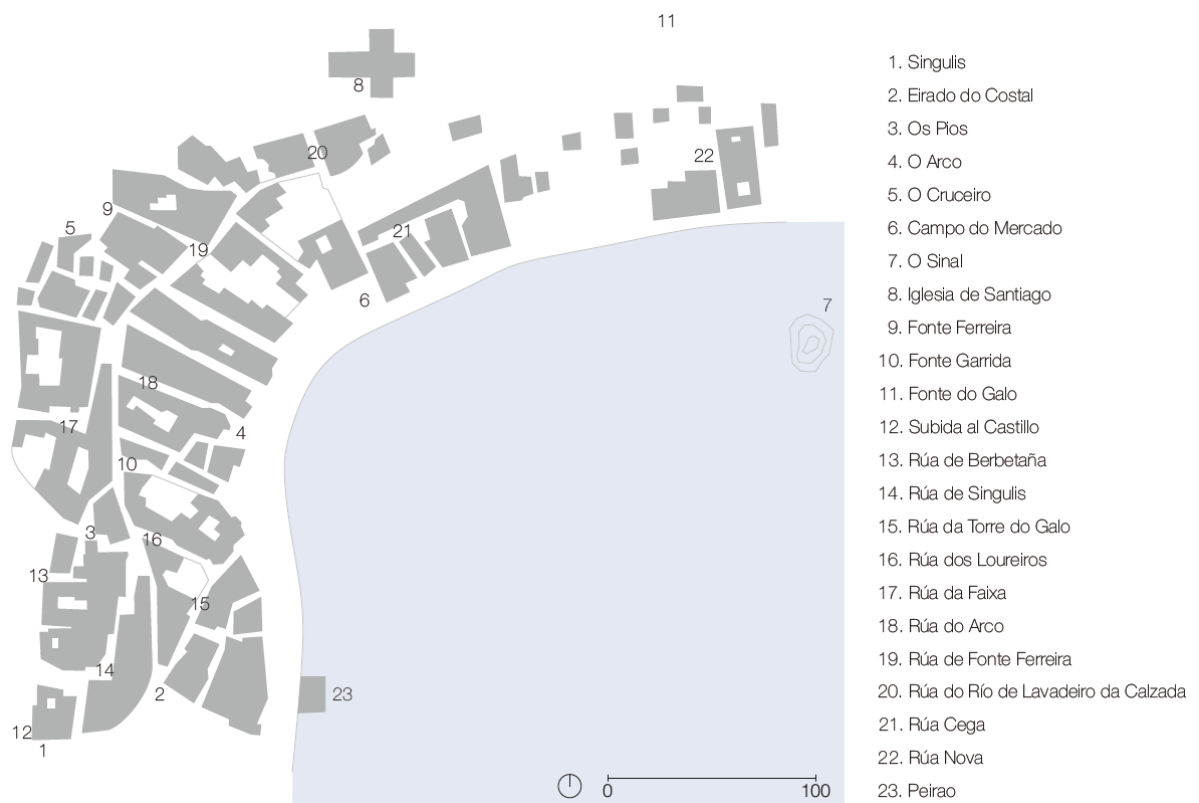 11
8
20
22
9
5
21
19
6
7
18
4
17
10
3
16
13
15
14
2
23
12
1
0
100
1. Singulis
2. Eirado do Costal
3. Os Pios
4. O Arco
5. O Cruceiro
6. Campo do Mercado
7. O Sinal
8. Iglesia de Santiago
9. Fonte Ferreira
10. Fonte Garrida
11. Fonte do Galo
12. Subida al Castillo
13. Rúa de Berbetaña
14. Rúa de Singulis
15. Rúa da Torre do Galo
16. Rúa dos Loureiros
17. Rúa da Faixa
18. Rúa do Arco
19. Rúa de Fonte Ferreira
20. Rúa do Río de Lavadeiro da Calzada
21. Rúa Cega
22. Rúa Nova
23. Peirao